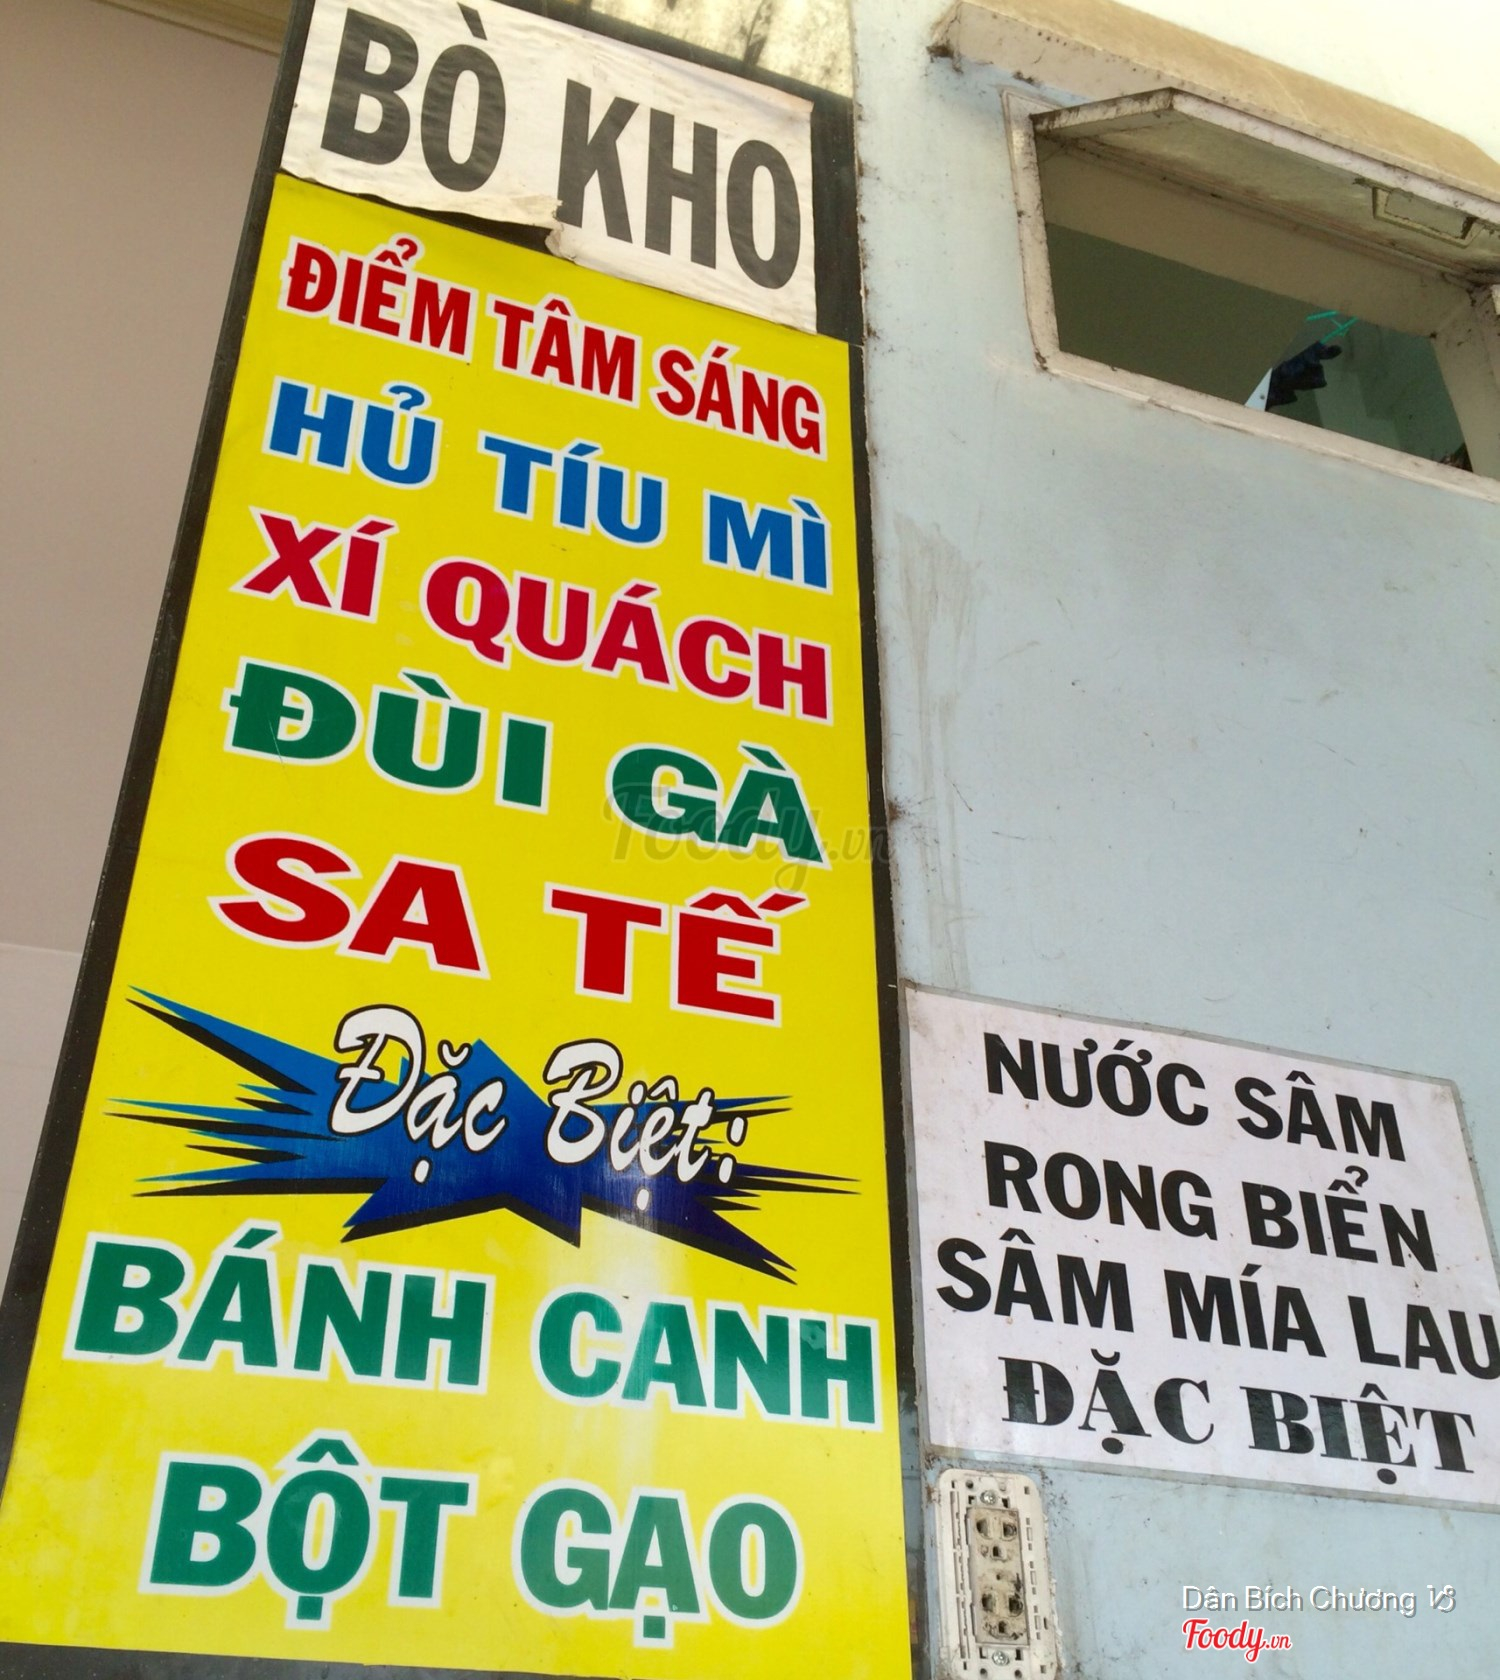 BÒ KHO
ĐIỂM TÂM SÁNG
HỦ TÍU MÌ
XÍ QUÁCH
ĐÙI GÀ
SA TẾ
Đặc Biệt:
BÁNH CANH
BỘT GẠO
NƯỚC SÂM
RONG BIỂN
SÂM MÍA LAU
ĐẶC BIỆT
Foody.vn
Dân Bích Chương
Foody.vn